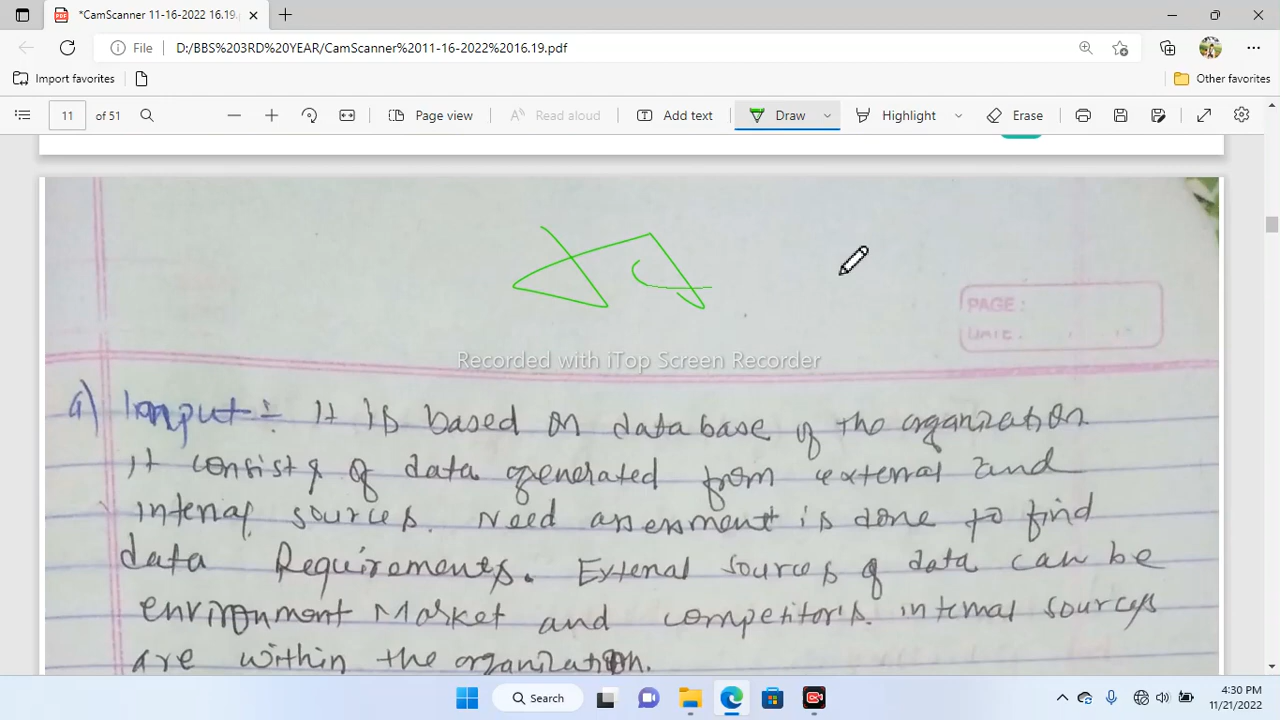 *CamScanner 11-16-2022 16.19.
File D:/BBS%203RD%20YEAR/CamScanner%2011-16-2022%2016.19.pdf
Import favorites Other favorites
11 of 51 Page view Read aloud Add text Draw Highlight Erase
PAGE:
DATE:
Recorded with iTop Screen Recorder
a) Input :- It is based on database of the organization
it consists of data generated from external and
internal sources. Need assessment is done to find
data Requirements. External sources of data can be
environment Market and competitor's. internal sources
are within the organization.
Search
4:30 PM
11/21/2022